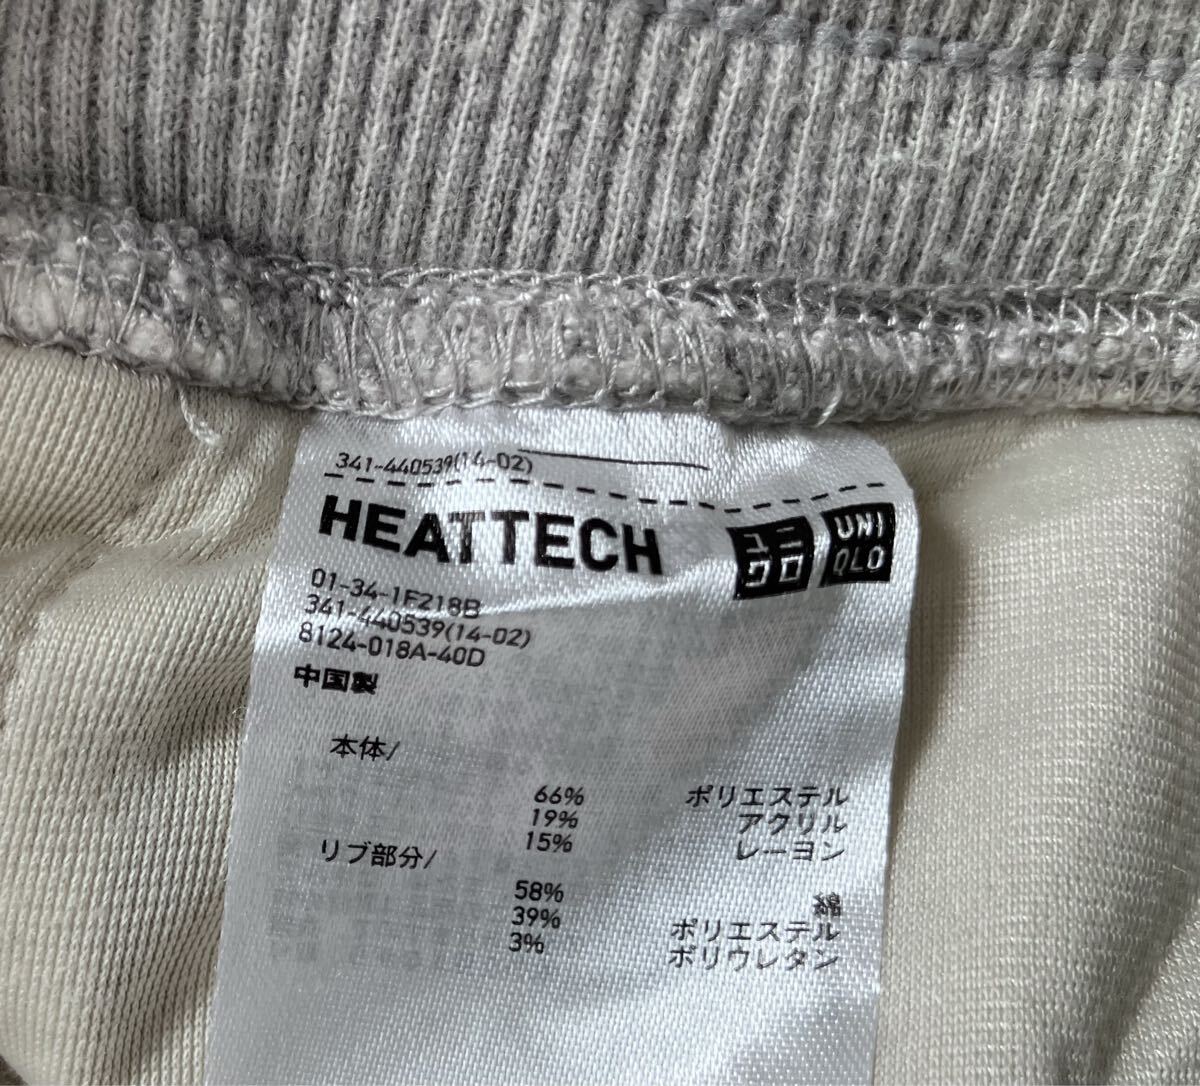 341-440539(14-02)
HEATTECH
ユニ
クロ
UNI
QLO
01-34-1F218B
341-440539(14-02)
8124-018A-40D
中国製
本体/
66% ポリエステル
19% アクリル
15% レーヨン
リブ部分/
58% 綿
39% ポリエステル
3% ポリウレタン